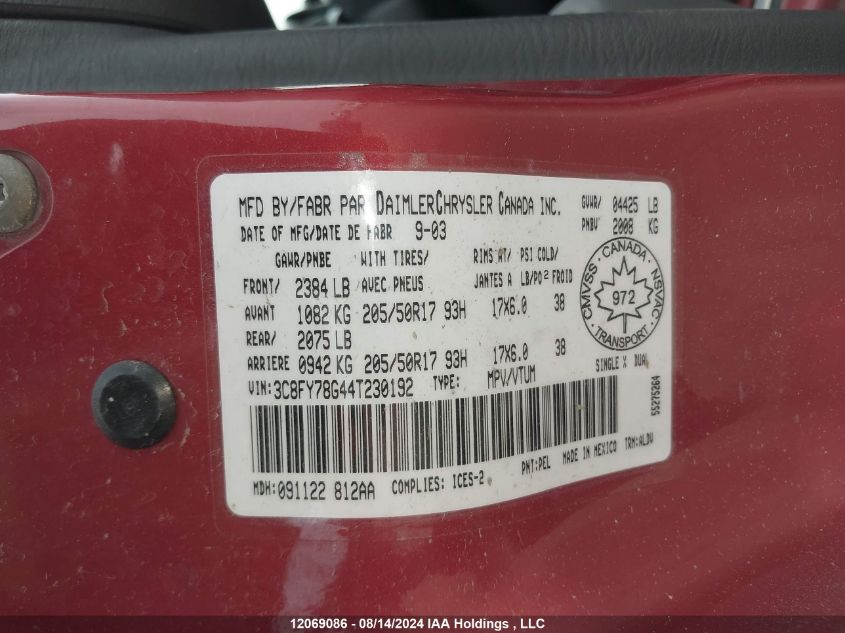 MFD BY/FABR PAR DAIMLERCHRYSLER CANADA INC.
GVWR/ 04425 LB
PNBV 2008 KG
DATE OF MFG/DATE DE FABR 9-03
GAWR/PNBE WITH TIRES/ RIMS AT/ PSI COLD/
FRONT/ 2384 LB AVEC PNEUS JANTES A LB/PO² FROID
AVANT 1082 KG 205/50R17 93H 17X6.0 38
REAR/ 2075 LB
ARRIERE 0942 KG 205/50R17 93H 17X6.0 38
CANADA
CMVSS
NSVAC
972
TRANSPORT
SINGLE X DUAL
VIN: 3C8FY78G44T230192 TYPE: MPV/VTUM
55275264
MDH: 091122 812AA COMPLIES: ICES-2 PNT:PEL MADE IN MEXICO TRM:ALDV
12069086 - 08/14/2024 IAA Holdings , LLC